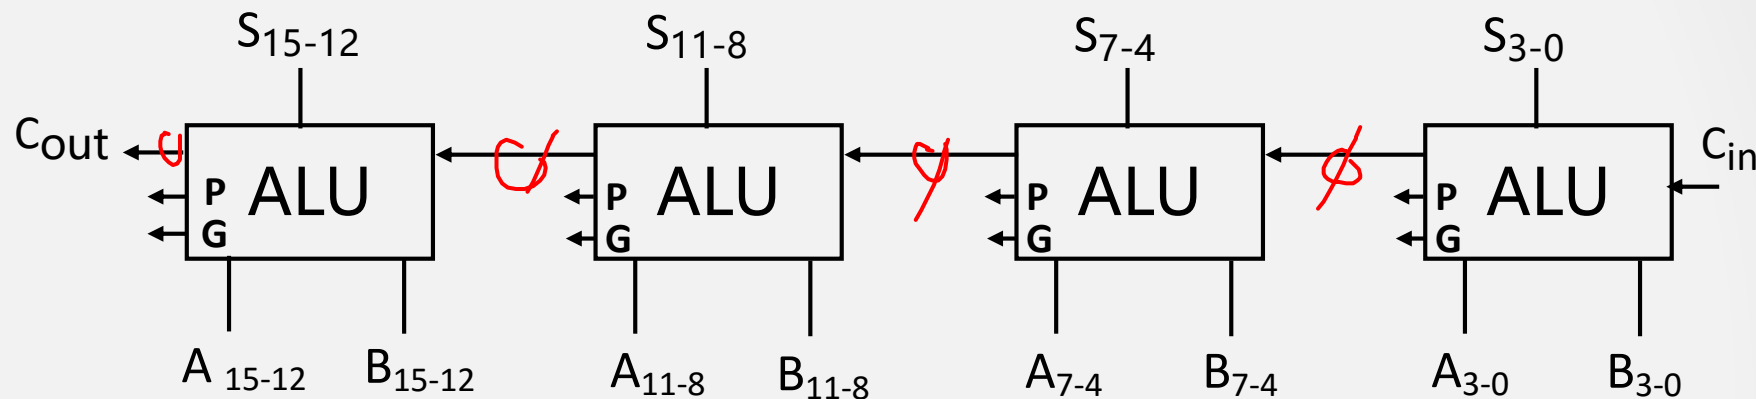 S15-12 S11-8 S7-4 S3-0
Cout ALU ALU ALU ALU Cin
P P P P
G G G G
A 15-12 B15-12 A11-8 B11-8 A7-4 B7-4 A3-0 B3-0